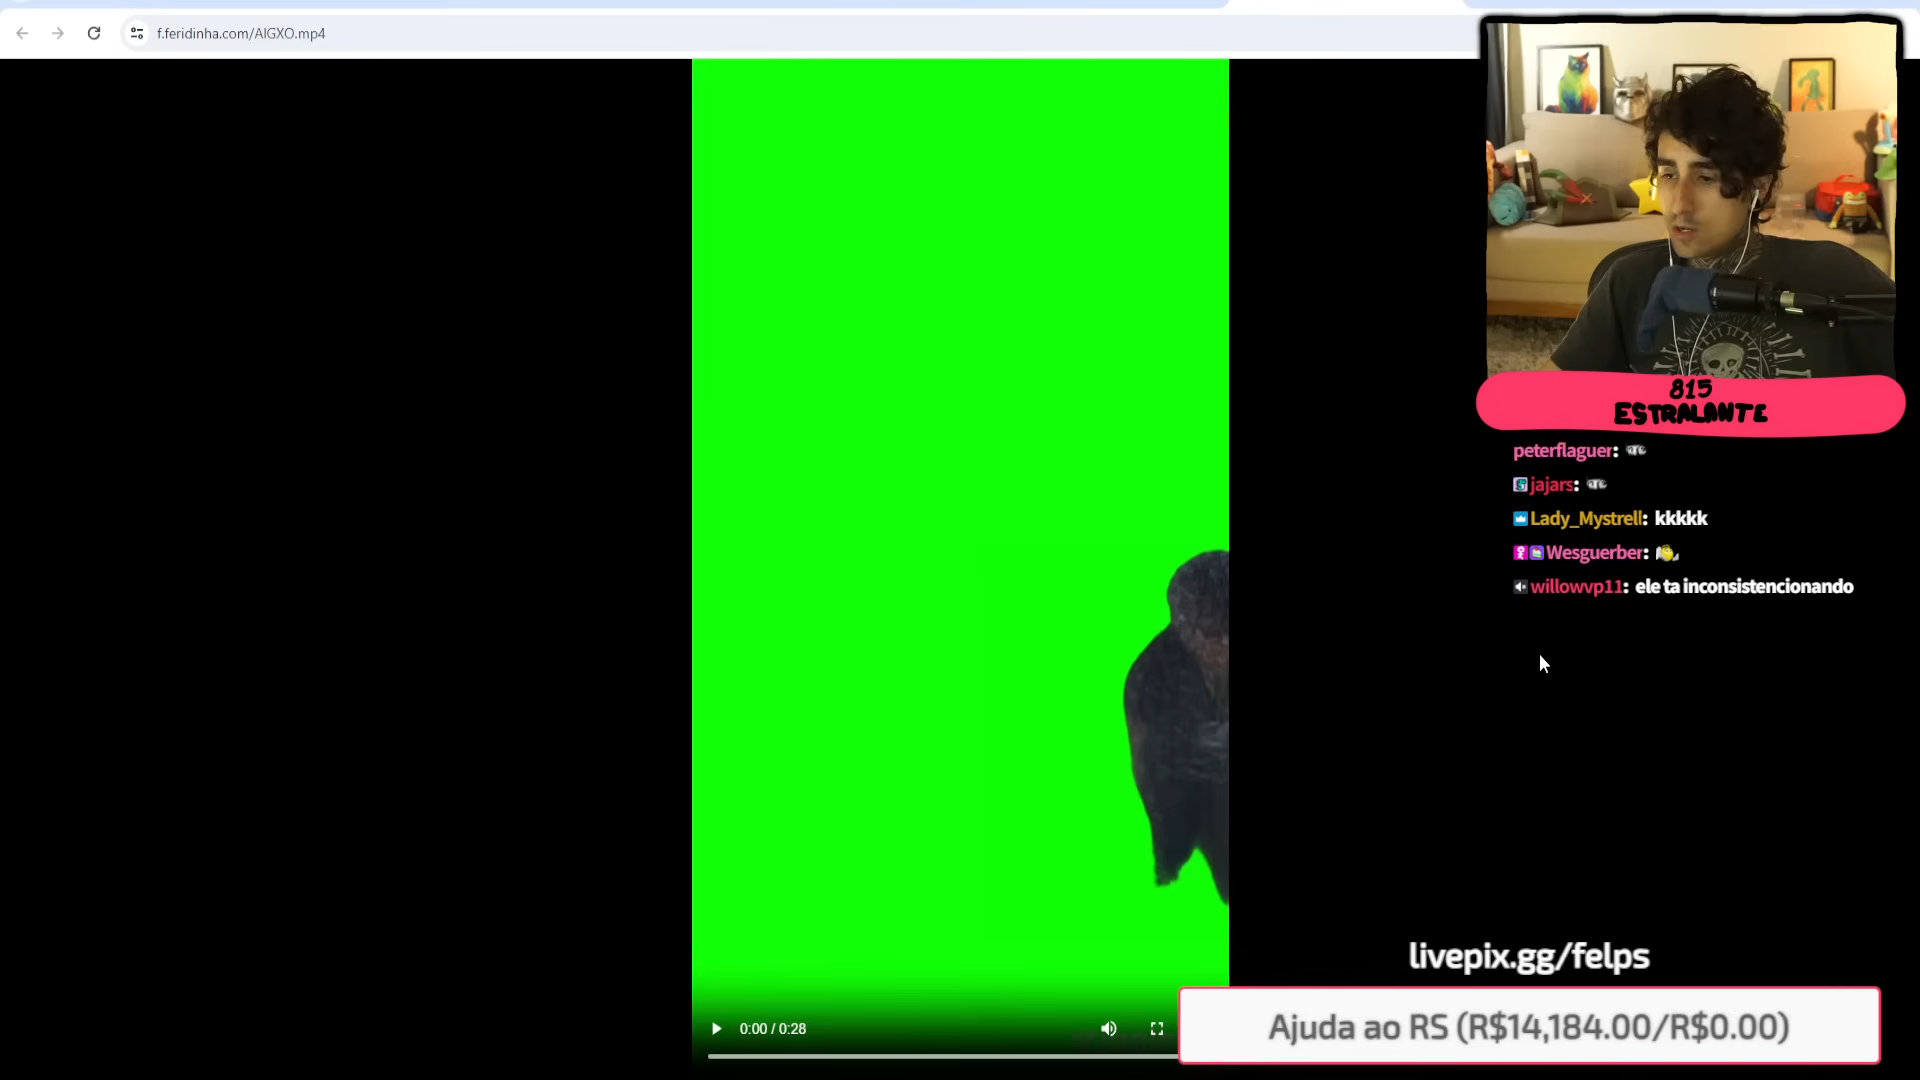 f.feridinha.com/AIGXO.mp4
815
ESTRALANTE
peterflaguer:
jajars:
Lady_Mystrell: kkkkk
Wesguerber:
willowvp11: ele ta inconsistencionando
livepix.gg/felps
0:00 / 0:28
Ajuda ao RS (R$14,184.00/R$0.00)